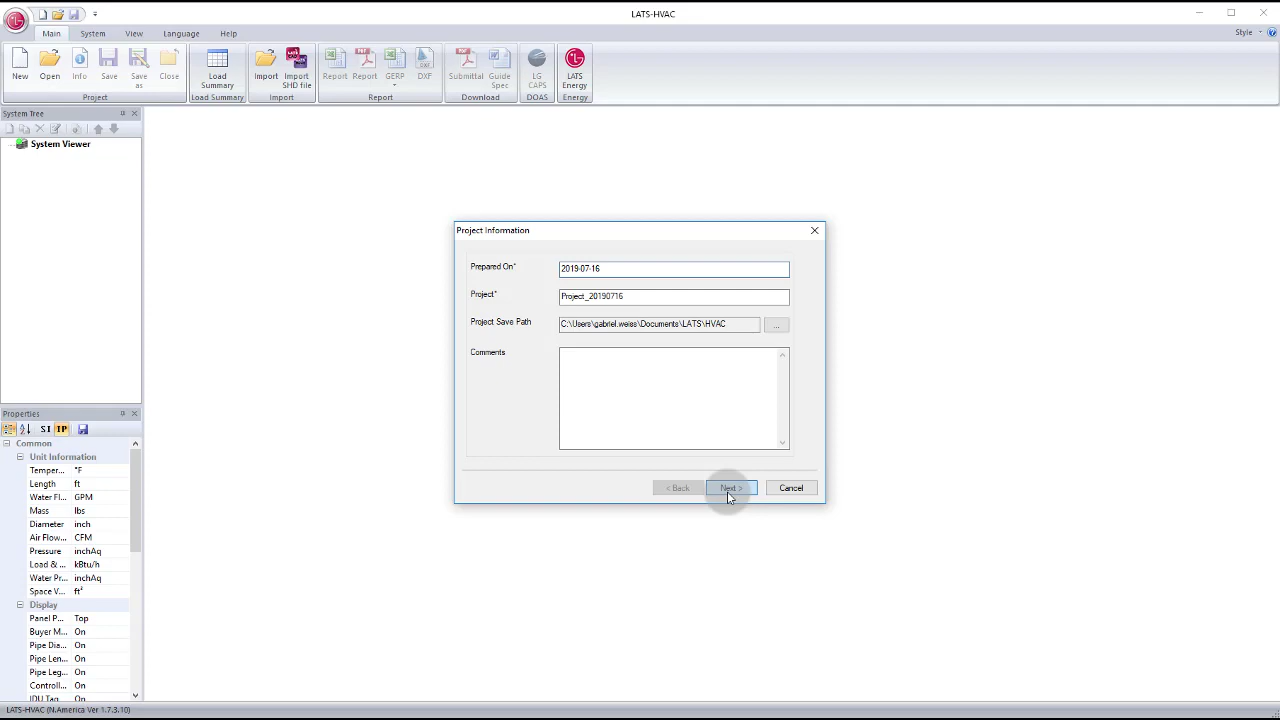 LATS-HVAC
Main System View Language Help Style
New Open Info Save Save as Close
Load Summary
Import Import SHD file
Report Report GERP DXF
Submittal Guide Spec
LG CAPS
LATS Energy
Project Load Summary Import Report Download DOAS Energy
System Tree
System Viewer
Project Information
Prepared On* 2019-07-16
Project* Project_20190716
Project Save Path C:\Users\gabriel.weiss\Documents\LATS\HVAC ...
Comments
< Back Next > Cancel
Properties
SI IP
Common
Unit Information
Temper... °F
Length ft
Water Fl... GPM
Mass lbs
Diameter inch
Air Flow... CFM
Pressure inchAq
Load & ... kBtu/h
Water Pr... inchAq
Space V... ft²
Display
Panel P... Top
Buyer M... On
Pipe Dia... On
Pipe Len... On
Pipe Leg... On
Controll... On
IDU Tag On
LATS-HVAC (N.America Ver 1.7.3.10)